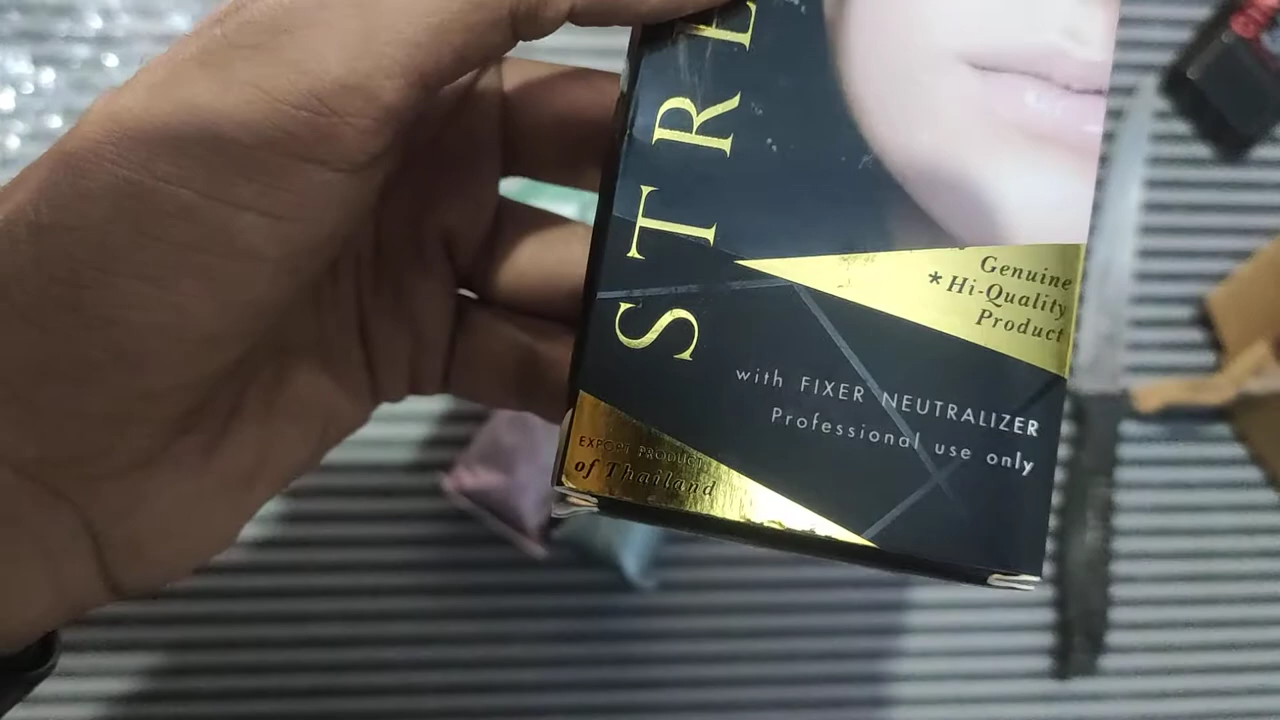 STRE
Genuine
*Hi-Quality
Product
with FIXER NEUTRALIZER
Professional use only
EXPORT PRODUCT
of Thailand